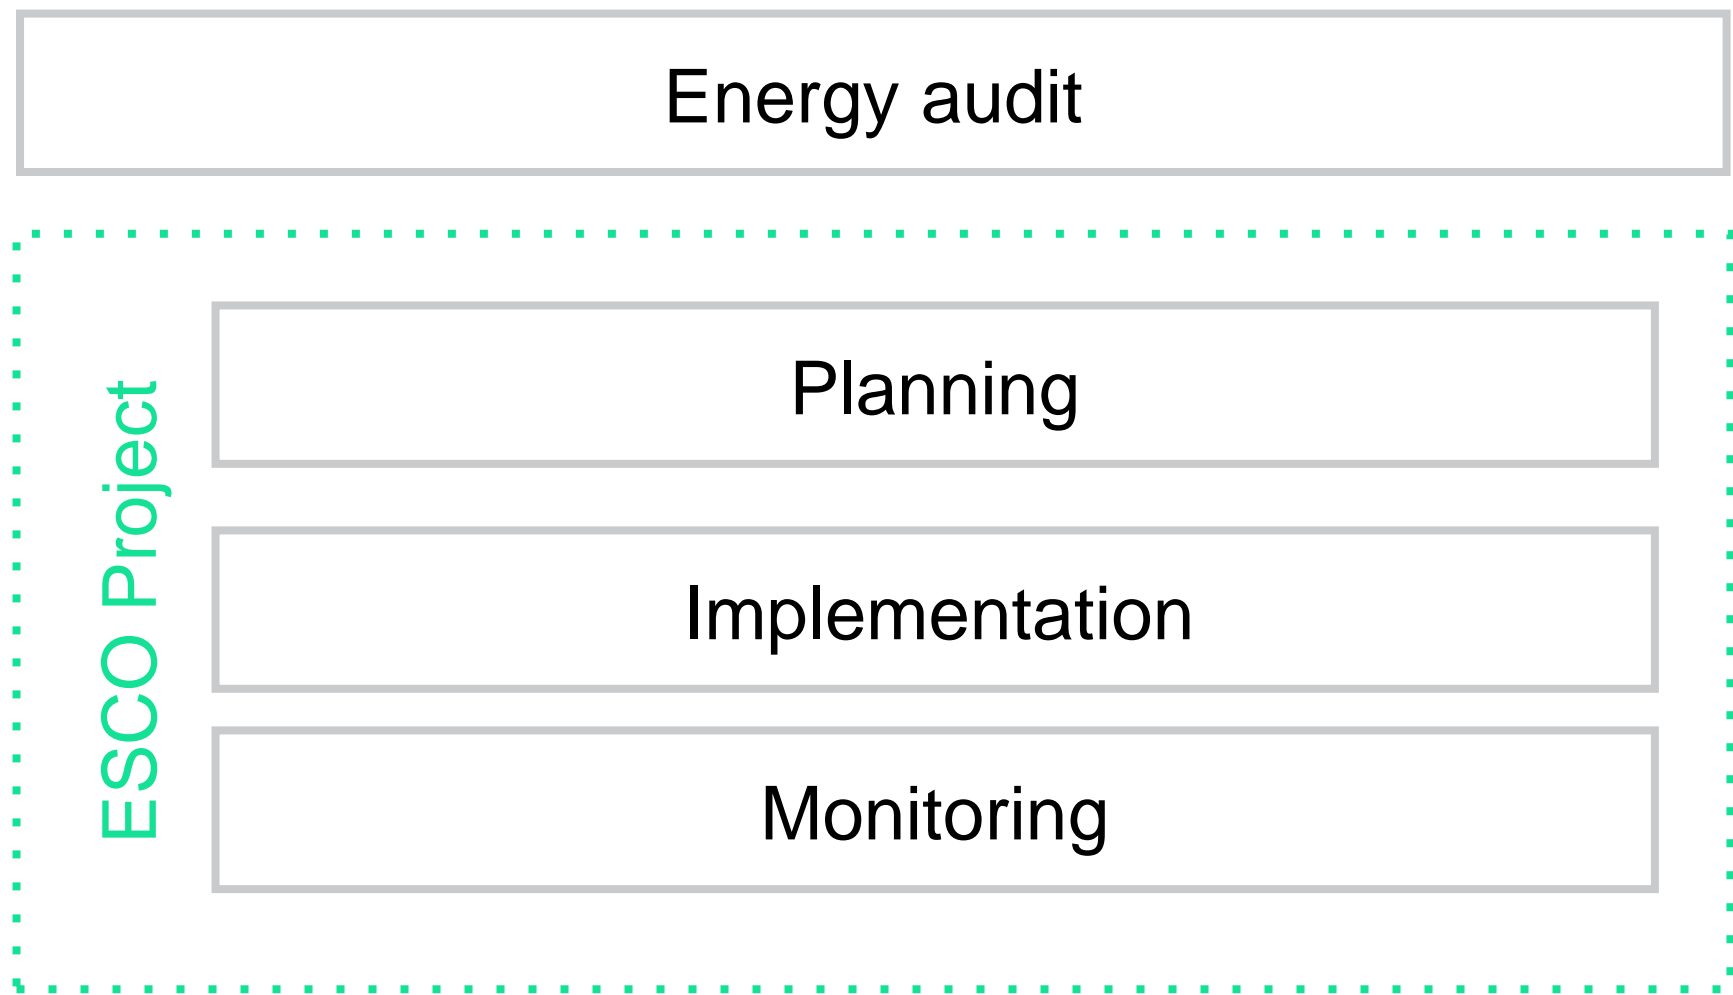 Energy audit
ESCO Project
Planning
Implementation
Monitoring